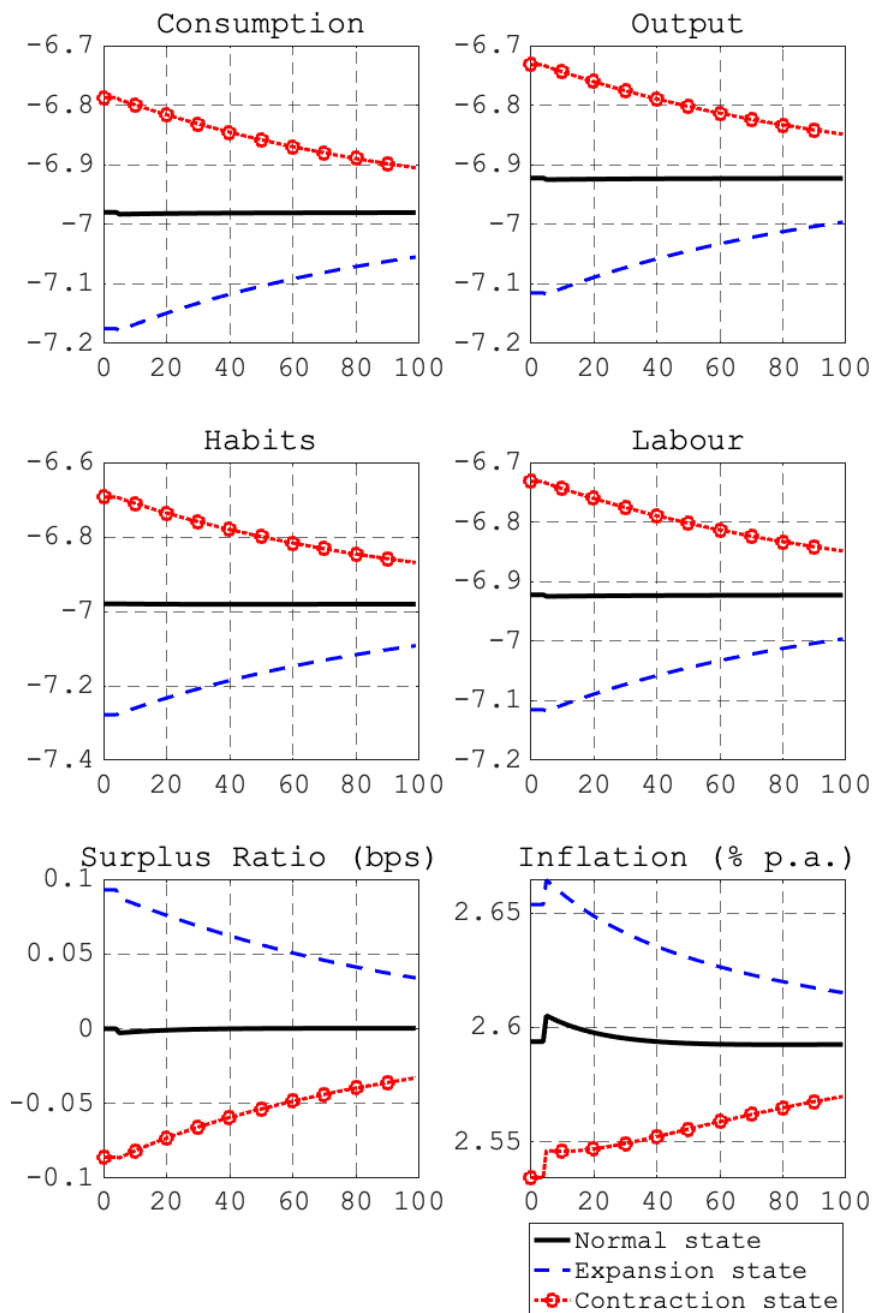 Consumption
-6.7
-6.8
-6.9
-7
-7.1
-7.2
0 20 40 60 80 100
Output
-6.7
-6.8
-6.9
-7
-7.1
-7.2
0 20 40 60 80 100
Habits
-6.6
-6.8
-7
-7.2
-7.4
0 20 40 60 80 100
Labour
-6.7
-6.8
-6.9
-7
-7.1
-7.2
0 20 40 60 80 100
Surplus Ratio (bps)
0.1
0.05
0
-0.05
-0.1
0 20 40 60 80 100
Inflation (% p.a.)
2.65
2.6
2.55
0 20 40 60 80 100
Normal state
Expansion state
Contraction state